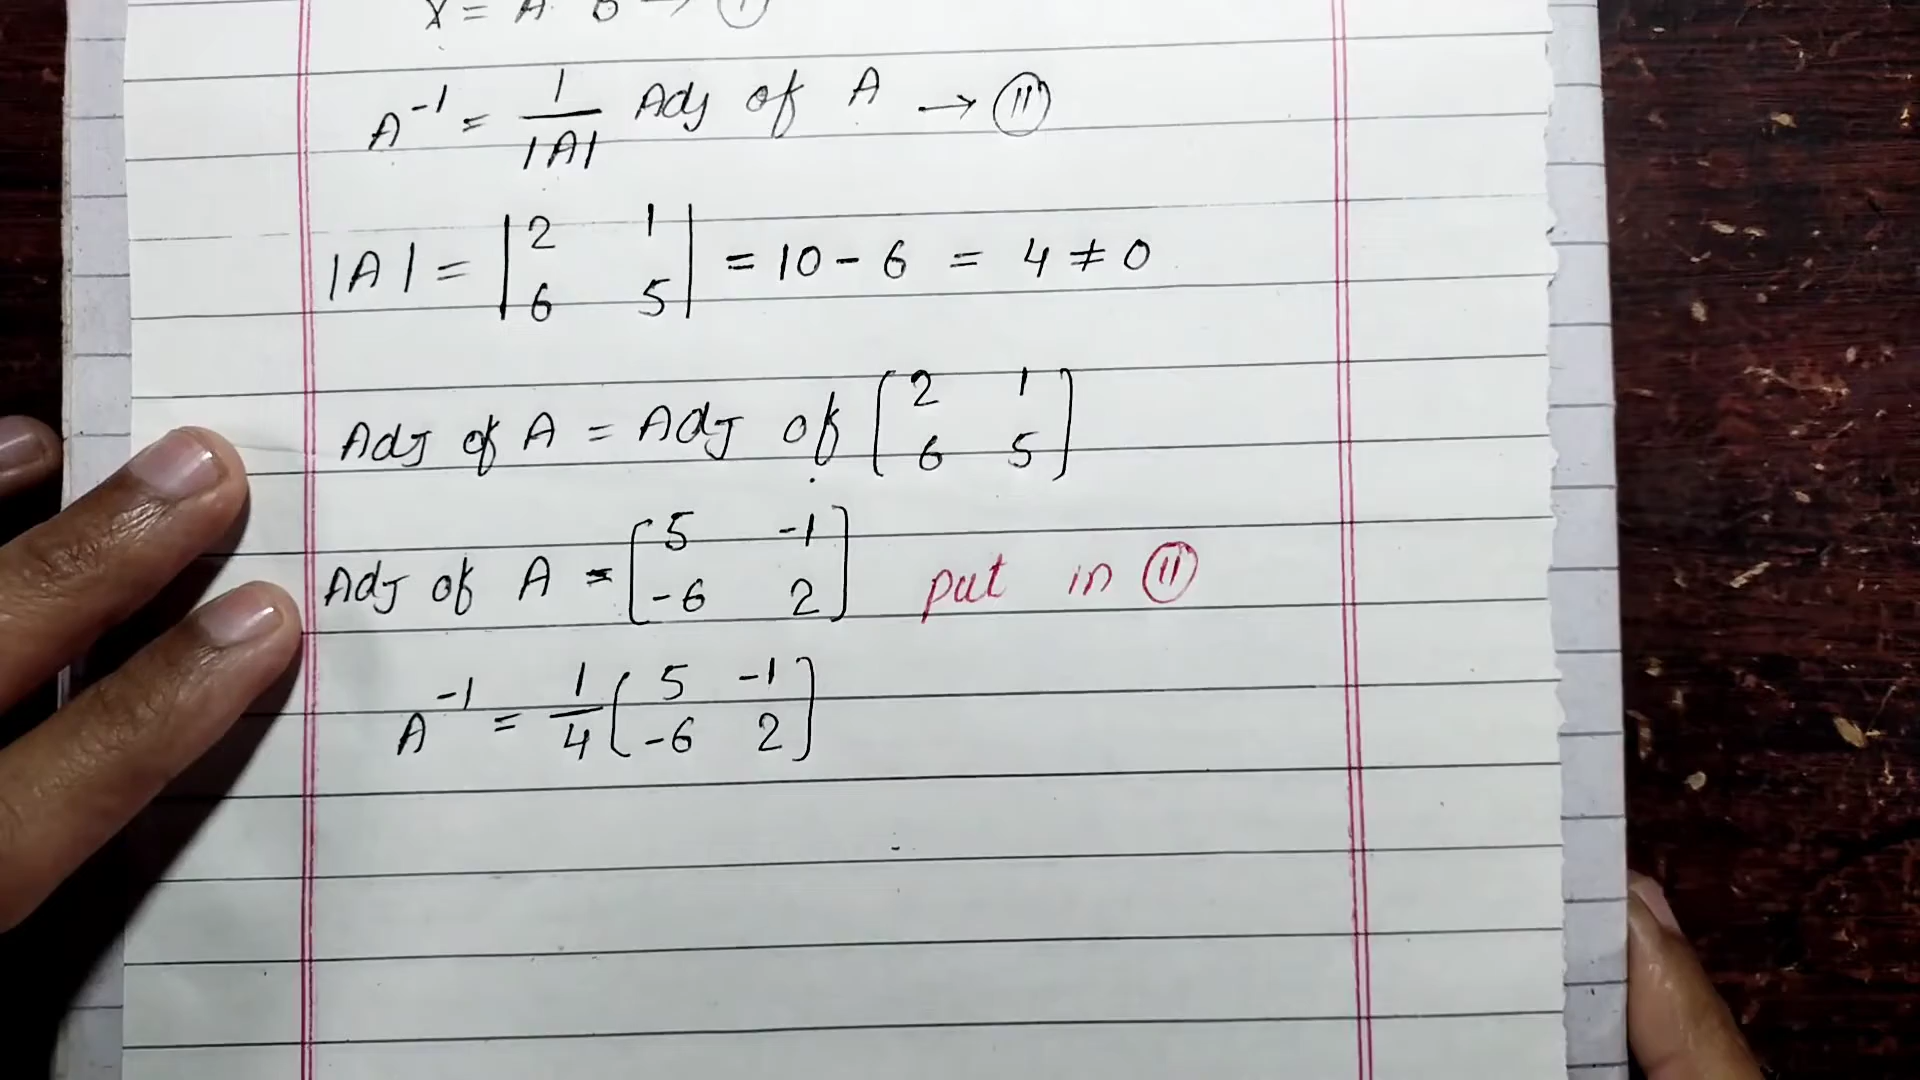 X = A B → (I)
A⁻¹ = 1/|A| Adj of A → (II)
|A| = |2 1; 6 5| = 10 - 6 = 4 ≠ 0
Adj of A = Adj of [2 1; 6 5]
Adj of A = [5 -1; -6 2] put in (II)
A⁻¹ = 1/4 [5 -1; -6 2]